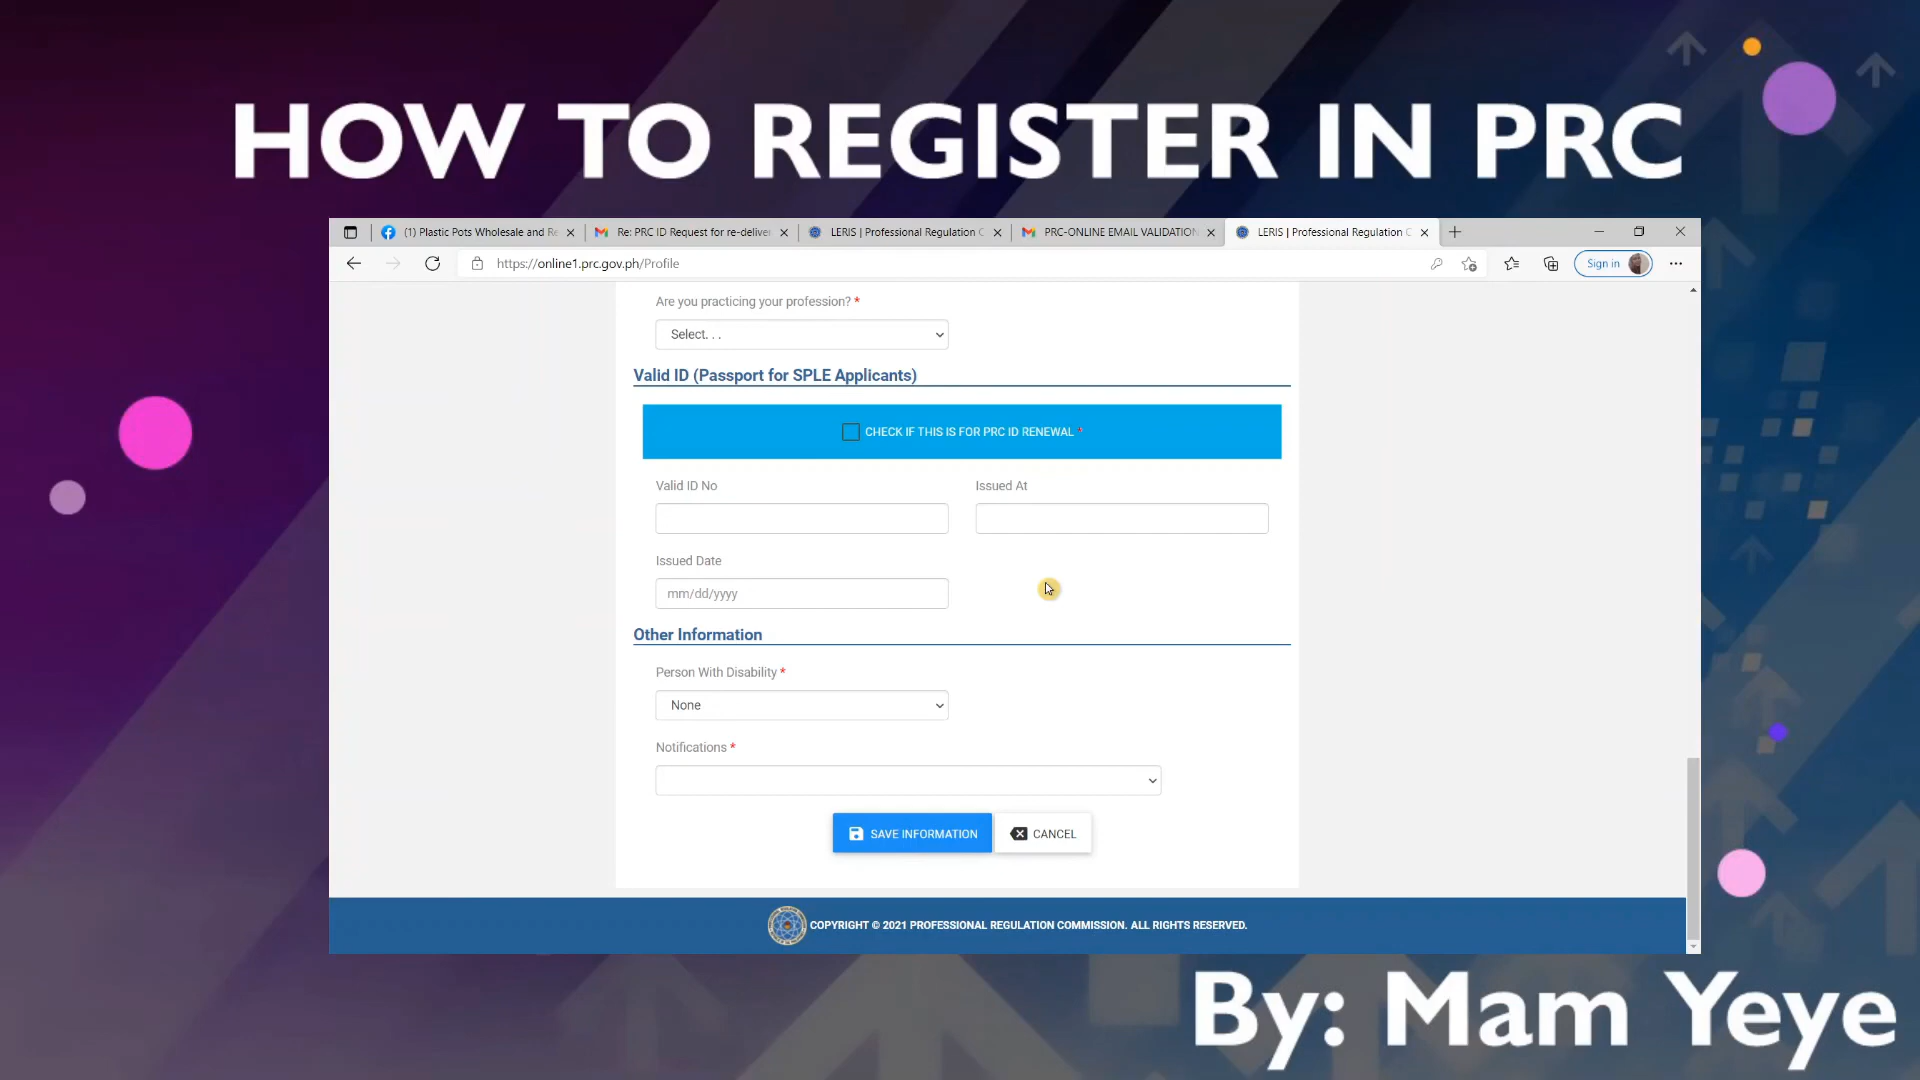 HOW TO REGISTER IN PRC
(1) Plastic Pots Wholesale and Re
Re: PRC ID Request for re-deliver
LERIS | Professional Regulation C
PRC-ONLINE EMAIL VALIDATION
LERIS | Professional Regulation C
https://online1.prc.gov.ph/Profile
Sign in
Are you practicing your profession? *
Select. . .
Valid ID (Passport for SPLE Applicants)
CHECK IF THIS IS FOR PRC ID RENEWAL *
Valid ID No
Issued At
Issued Date
mm/dd/yyyy
Other Information
Person With Disability *
None
Notifications *
SAVE INFORMATION
CANCEL
COPYRIGHT © 2021 PROFESSIONAL REGULATION COMMISSION. ALL RIGHTS RESERVED.
By: Mam Yeye